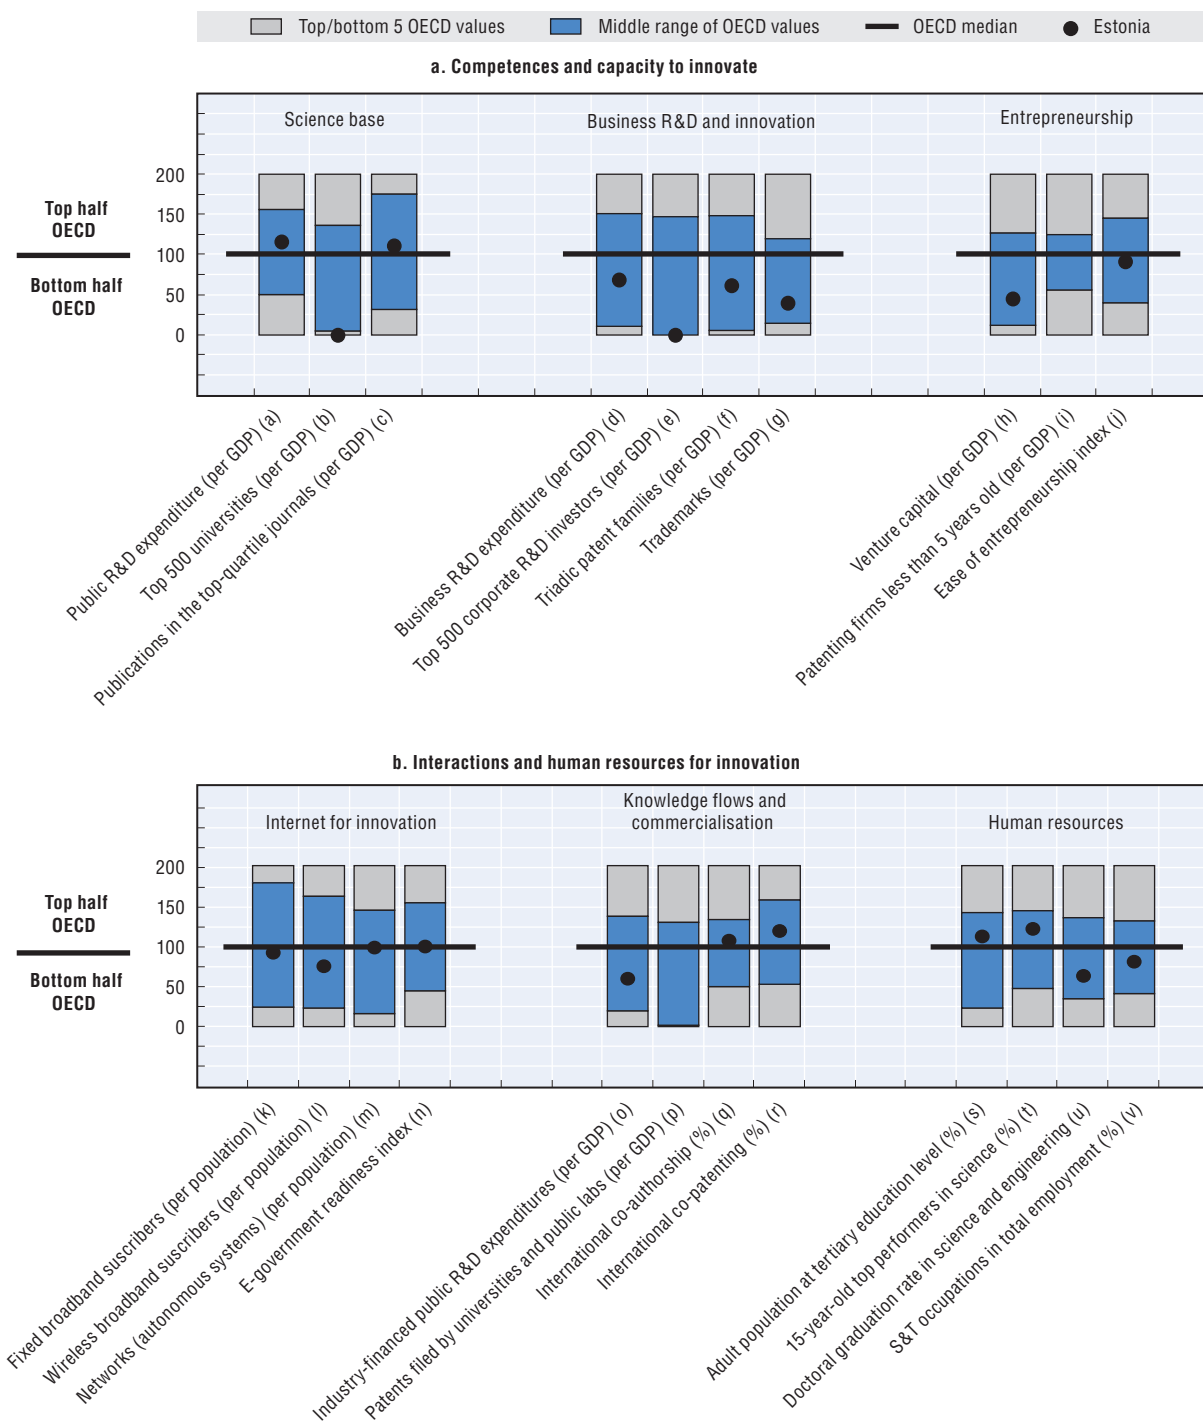 Top/bottom 5 OECD values Middle range of OECD values OECD median Estonia
a. Competences and capacity to innovate
Science base Business R&D and innovation Entrepreneurship
200
150
100
50
0
Top half
OECD
Bottom half
OECD
Public R&D expenditure (per GDP) (a)
Top 500 universities (per GDP) (b)
Publications in the top-quartile journals (per GDP) (c)
Business R&D expenditure (per GDP) (d)
Top 500 corporate R&D investors (per GDP) (e)
Triadic patent families (per GDP) (f)
Trademarks (per GDP) (g)
Venture capital (per GDP) (h)
Patenting firms less than 5 years old (per GDP) (i)
Ease of entrepreneurship index (j)
b. Interactions and human resources for innovation
Internet for innovation
Knowledge flows and
commercialisation
Human resources
200
150
100
50
0
Top half
OECD
Bottom half
OECD
Fixed broadband suscribers (per population) (k)
Wireless broadband suscribers (per population) (l)
Networks (autonomous systems) (per population) (m)
E-government readiness index (n)
Industry-financed public R&D expenditures (per GDP) (o)
Patents filed by universities and public labs (per GDP) (p)
International co-authorship (%) (q)
International co-patenting (%) (r)
Adult population at tertiary education level (%) (s)
15-year-old top performers in science (%) (t)
Doctoral graduation rate in science and engineering (u)
S&T occupations in total employment (%) (v)